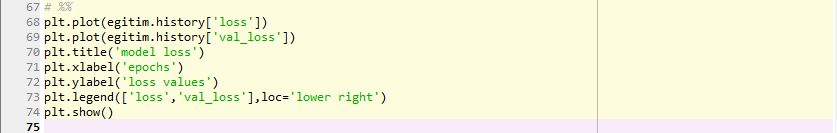 67 # %%
68 plt.plot(egitim.history['loss'])
69 plt.plot(egitim.history['val_loss'])
70 plt.title('model loss')
71 plt.xlabel('epochs')
72 plt.ylabel('loss values')
73 plt.legend(['loss','val_loss'],loc='lower right')
74 plt.show()
75